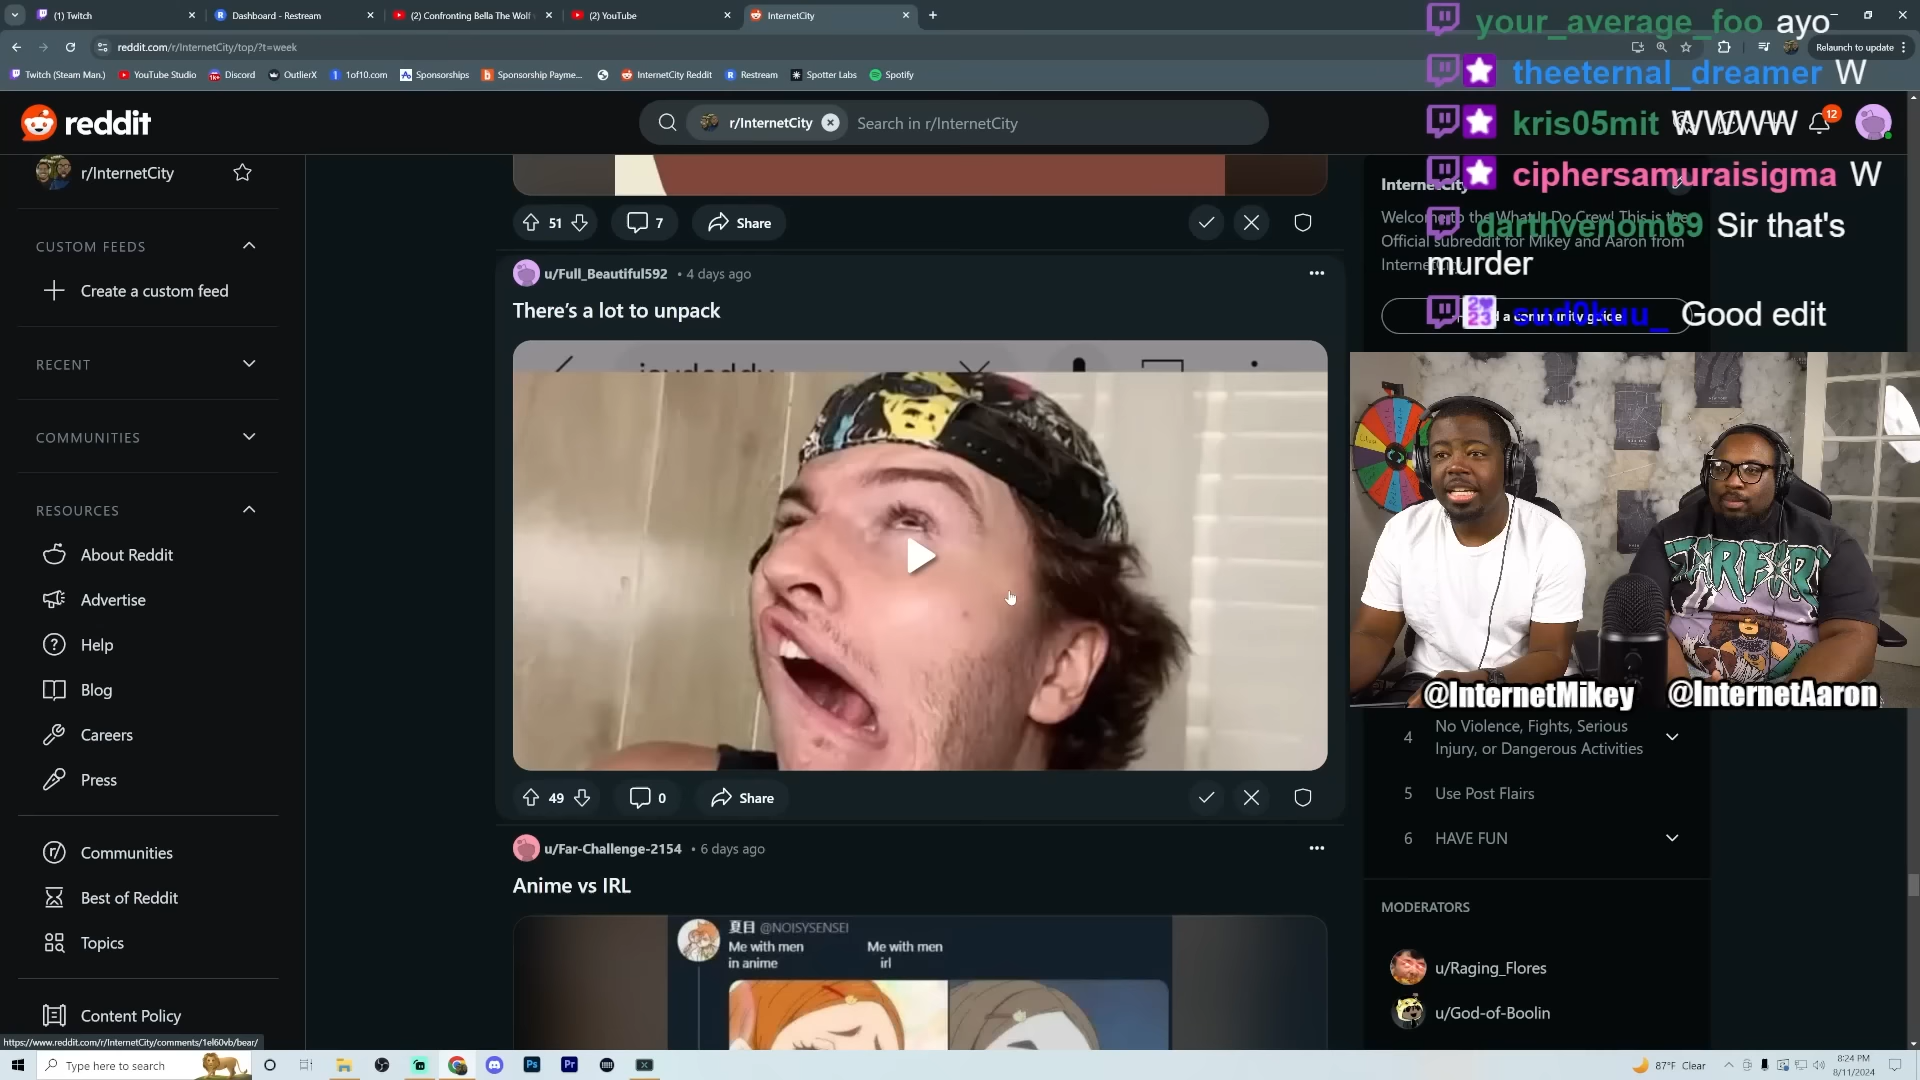 (1) Twitch
Dashboard - Restream
(2) Confronting Bella The Wolf
(2) YouTube
InternetCity
reddit.com/r/InternetCity/top/?t=week
Relaunch to update
Twitch (Steam Man.)
YouTube Studio
Discord
OutlierX
1of10.com
Sponsorships
Sponsorship Payme...
InternetCity Reddit
Restream
Spotter Labs
Spotify
your_average_foo ayo
theeternal_dreamer W
kris05mit WWWW
ciphersamuraisigma W
darthvenom69 Sir that's
murder
sud0kuu_ Good edit
reddit
r/InternetCity
Search in r/InternetCity
12
r/InternetCity
CUSTOM FEEDS
Create a custom feed
RECENT
COMMUNITIES
RESOURCES
About Reddit
Advertise
Help
Blog
Careers
Press
Communities
Best of Reddit
Topics
Content Policy
51
7
Share
u/Full_Beautiful592 • 4 days ago
There's a lot to unpack
49
0
Share
u/Far-Challenge-2154 • 6 days ago
Anime vs IRL
夏目 @NOISYSENSEI
Me with men
in anime
Me with men
irl
InternetCity
Welcome to the What U Do Crew! This is the
Official subreddit for Mikey and Aaron from
a community guide
@InternetMikey
@InternetAaron
4
No Violence, Fights, Serious
Injury, or Dangerous Activities
5 Use Post Flairs
6 HAVE FUN
MODERATORS
u/Raging_Flores
u/God-of-Boolin
https://www.reddit.com/r/InternetCity/comments/1el60vb/bear/
Type here to search
87°F Clear
8:24 PM
8/11/2024